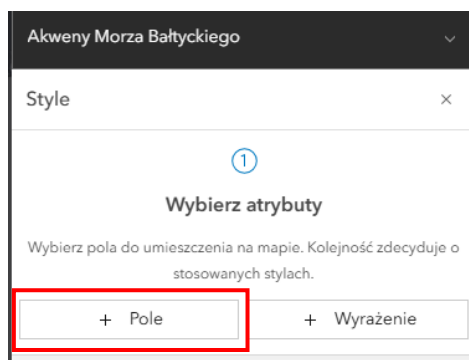 Akweny Morza Bałtyckiego
Style
1
Wybierz atrybuty
Wybierz pola do umieszczenia na mapie. Kolejność zdecyduje o
stosowanych stylach.
+ Pole + Wyrażenie